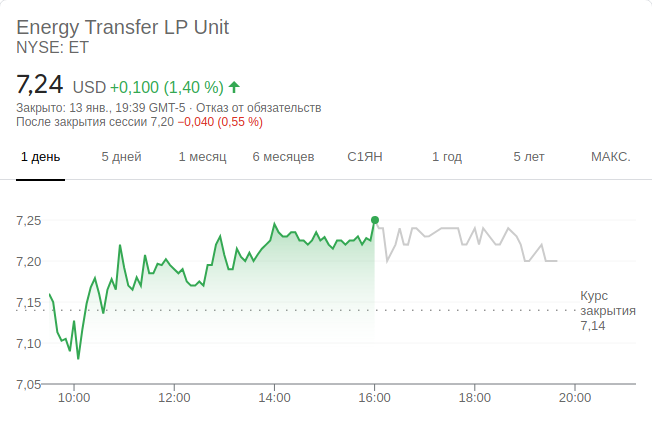 Energy Transfer LP Unit
NYSE: ET
7,24 USD +0,100 (1,40 %)
Закрыто: 13 янв., 19:39 GMT-5 · Отказ от обязательств
После закрытия сессии 7,20 −0,040 (0,55 %)
1 день 5 дней 1 месяц 6 месяцев С1ЯН 1 год 5 лет МАКС.
7,25
7,20
7,15
7,10
7,05
Курс
закрытия
7,14
10:00 12:00 14:00 16:00 18:00 20:00